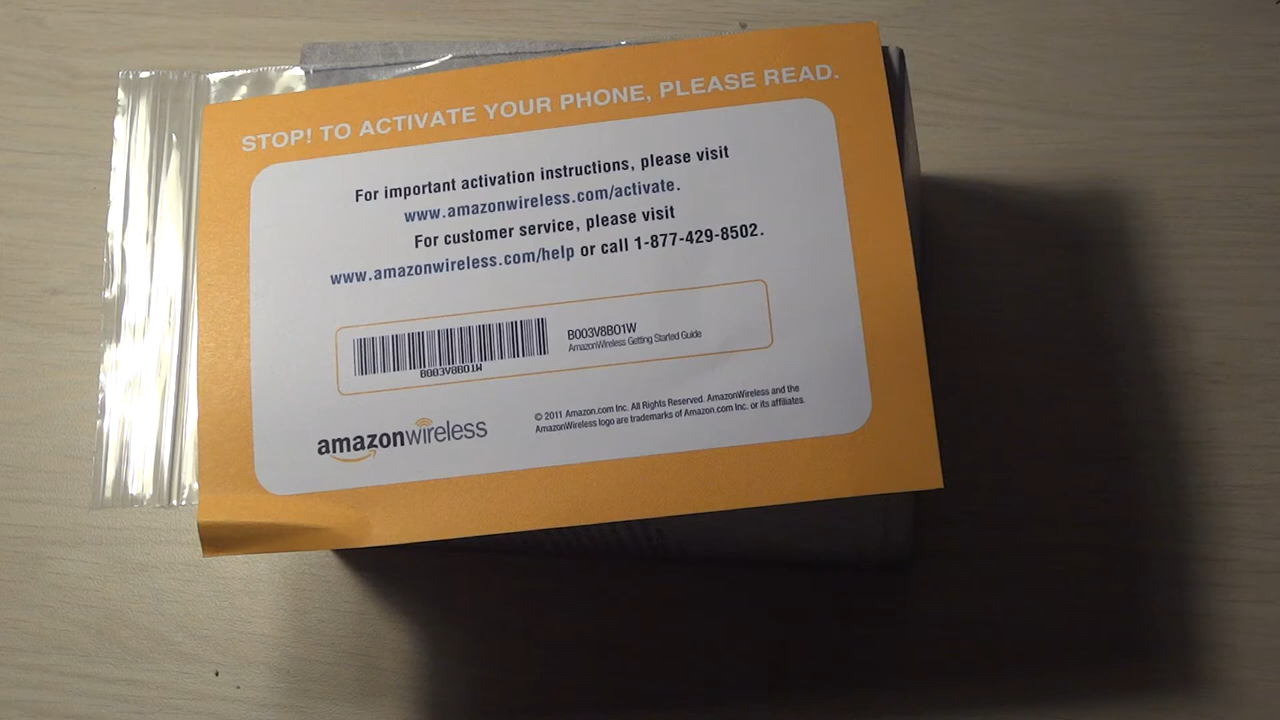 STOP! TO ACTIVATE YOUR PHONE, PLEASE READ.
For important activation instructions, please visit
www.amazonwireless.com/activate.
For customer service, please visit
www.amazonwireless.com/help or call 1-877-429-8502.
B003V8BO1W
AmazonWireless Getting Started Guide
B003V8BO1W
amazonwireless
© 2011 Amazon.com Inc. All Rights Reserved. AmazonWireless and the
AmazonWireless logo are trademarks of Amazon.com Inc. or its affiliates.